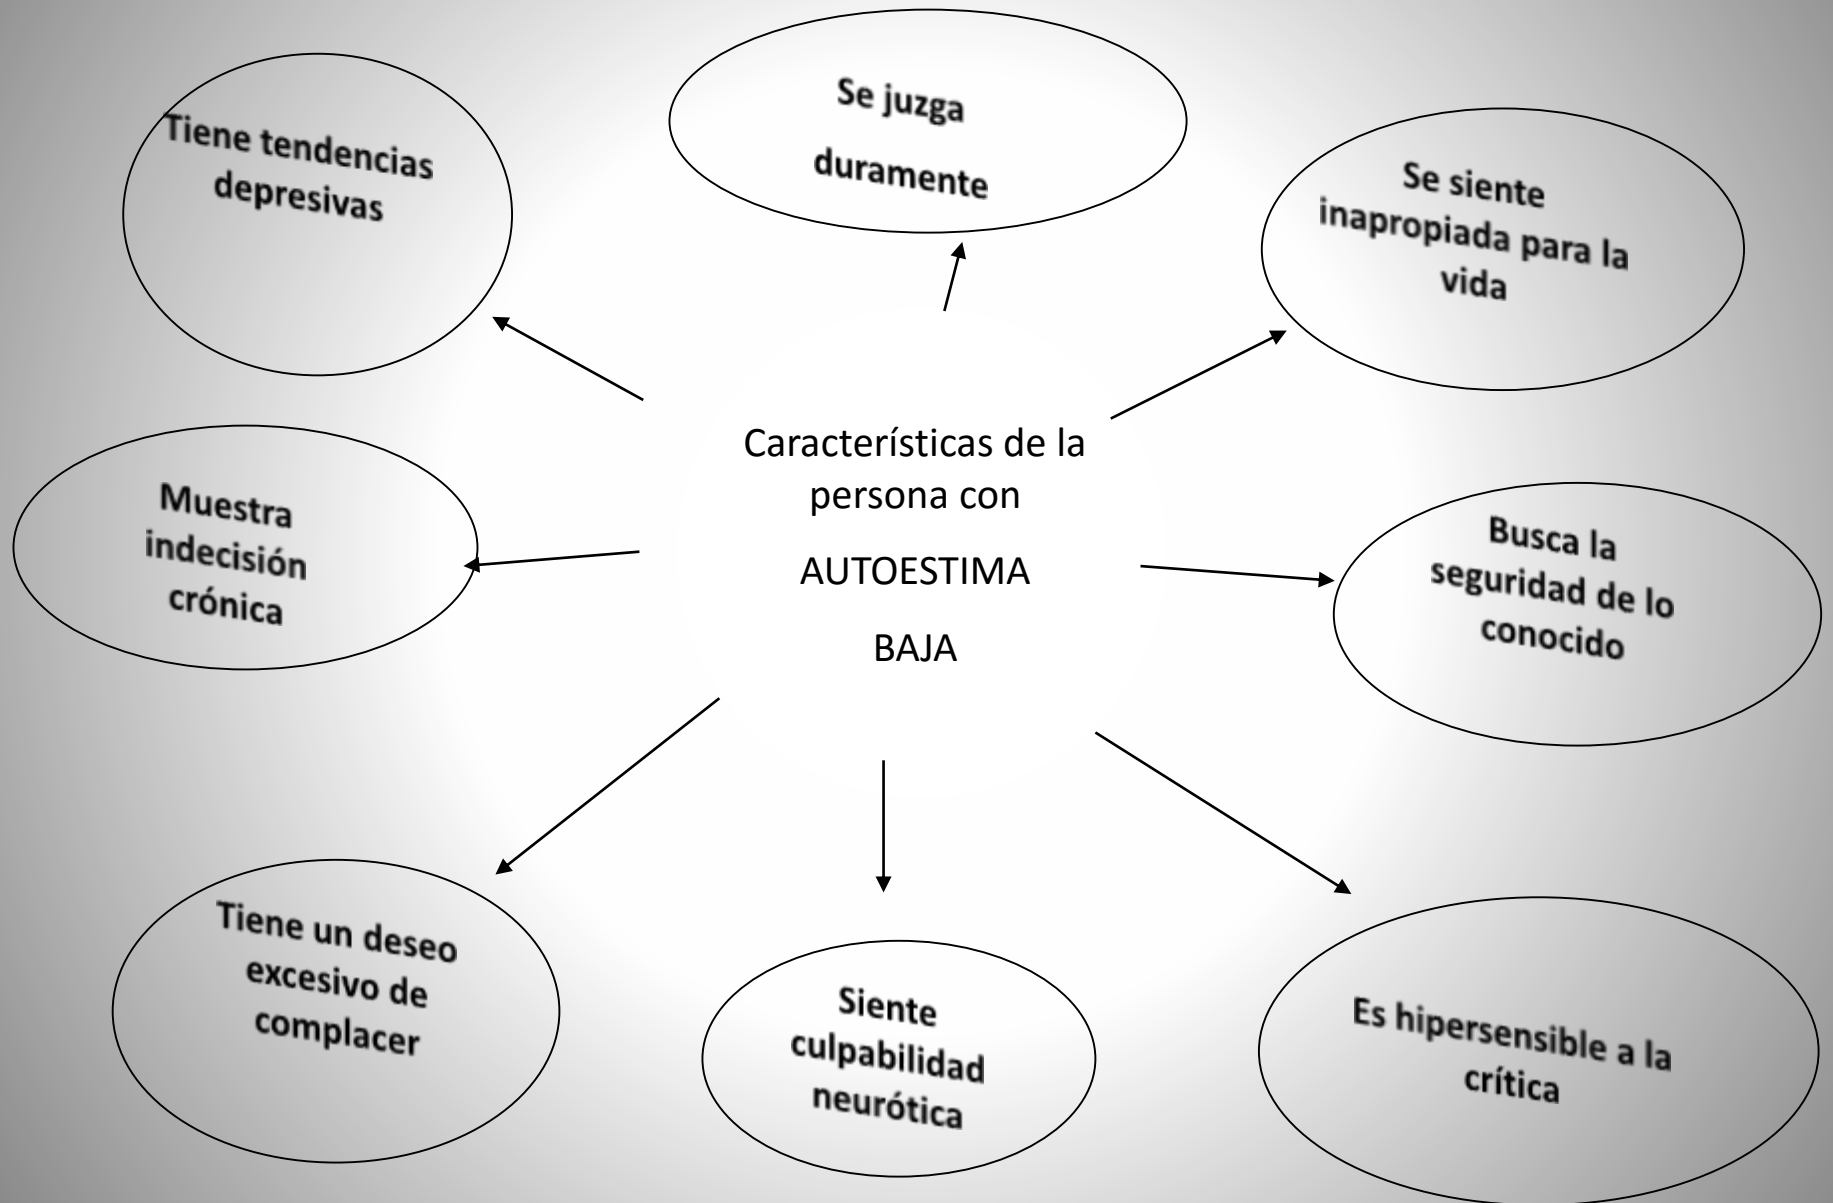 Se juzga
duramente
Tiene tendencias
depresivas
Se siente
inapropiada para la
vida
Características de la
persona con
AUTOESTIMA
BAJA
Muestra
indecisión
crónica
Busca la
seguridad de lo
conocido
Tiene un deseo
excesivo de
complacer
Siente
culpabilidad
neurótica
Es hipersensible a la
crítica